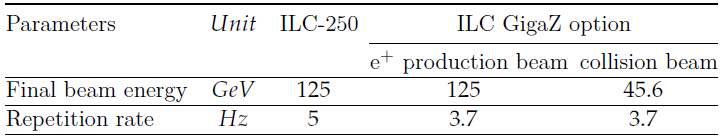 Parameters Unit ILC-250 ILC GigaZ option
e+ production beam collision beam
Final beam energy GeV 125 125 45.6
Repetition rate Hz 5 3.7 3.7